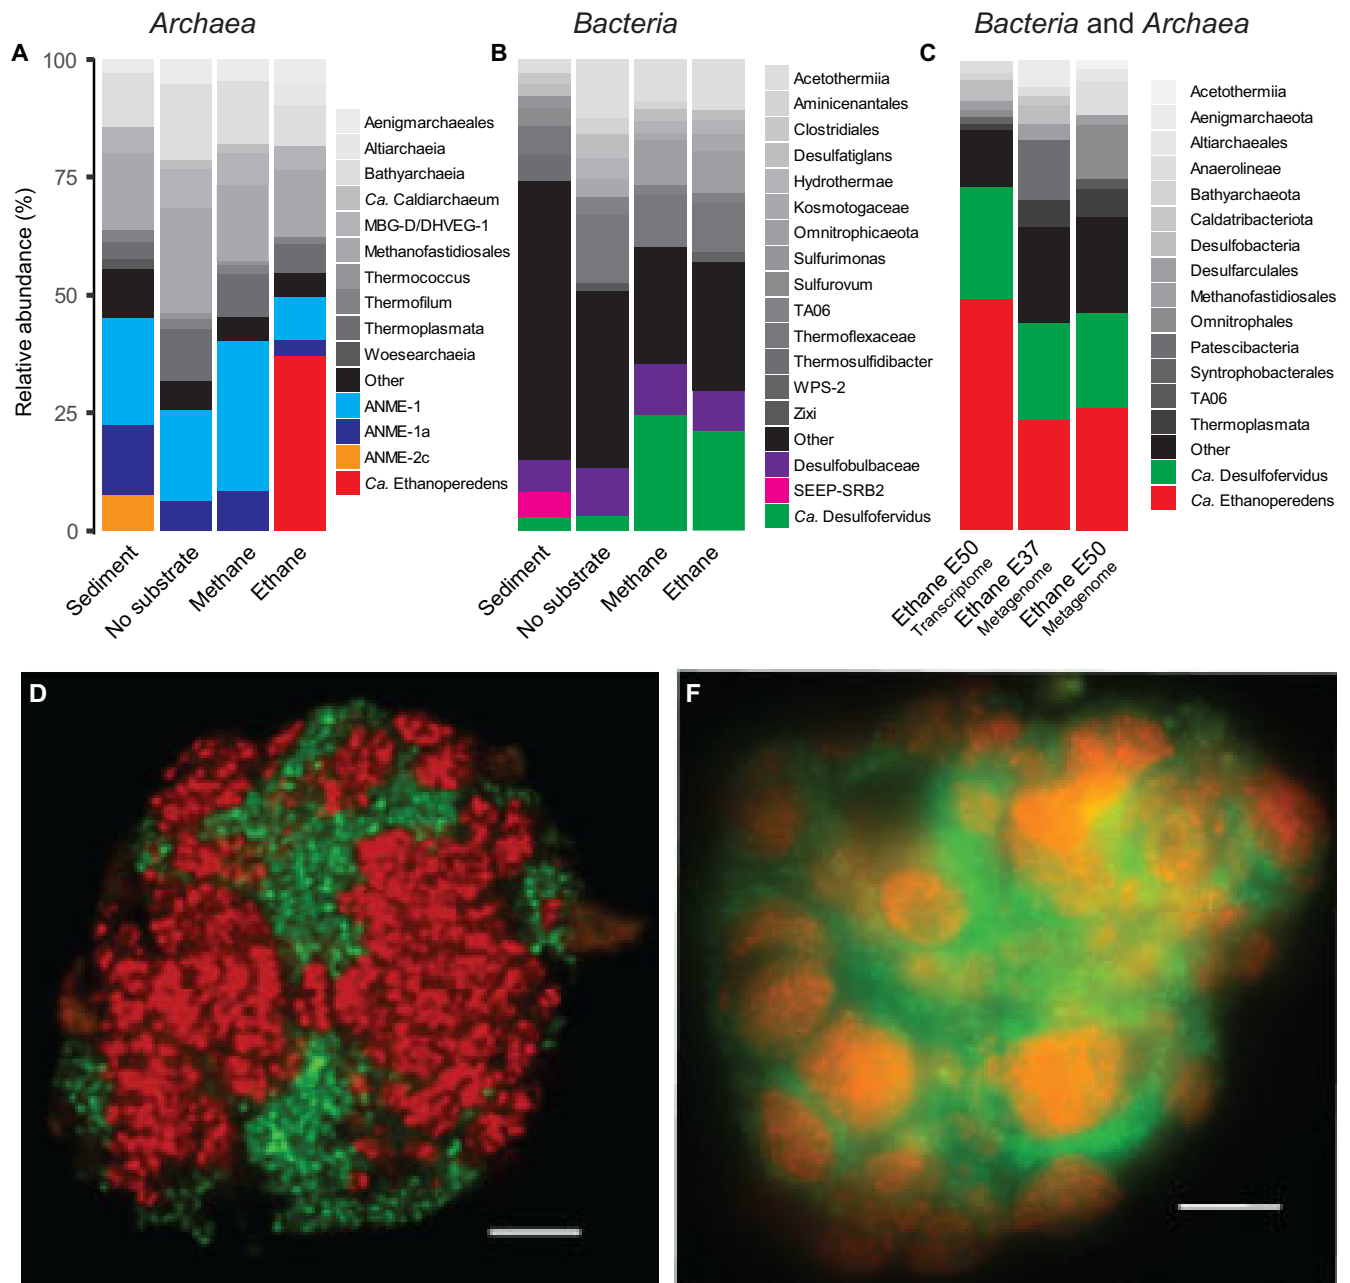 Archaea
Bacteria
Bacteria and Archaea
A
B
C
Relative abundance (%)
100
75
50
25
0
Aenigmarchaeales
Altiarchaeia
Bathyarchaeia
Ca. Caldiarchaeum
MBG-D/DHVEG-1
Methanofastidiosales
Thermococcus
Thermofilum
Thermoplasmata
Woesearchaeia
Other
ANME-1
ANME-1a
ANME-2c
Ca. Ethanoperedens
Sediment
No substrate
Methane
Ethane
Acetothermiia
Aminicenantales
Clostridiales
Desulfatiglans
Hydrothermae
Kosmotogaceae
Omnitrophicaeota
Sulfurimonas
Sulfurovum
TA06
Thermoflexaceae
Thermosulfidibacter
WPS-2
Zixi
Other
Desulfobulbaceae
SEEP-SRB2
Ca. Desulfofervidus
Sediment
No substrate
Methane
Ethane
Acetothermiia
Aenigmarchaeota
Altiarchaeales
Anaerolineae
Bathyarchaeota
Caldatribacteriota
Desulfobacteria
Desulfarculales
Methanofastidiosales
Omnitrophales
Patescibacteria
Syntrophobacterales
TA06
Thermoplasmata
Other
Ca. Desulfofervidus
Ca. Ethanoperedens
Ethane E50
Transcriptome
Ethane E37
Metagenome
Ethane E50
Metagenome
D
F